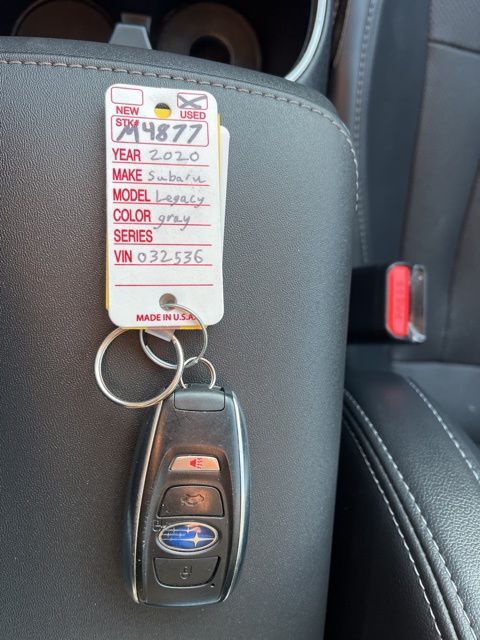 NEW USED
STK# M4877
YEAR 2020
MAKE Subaru
MODEL Legacy
COLOR gray
SERIES
VIN 032536
MADE IN U.S.A.